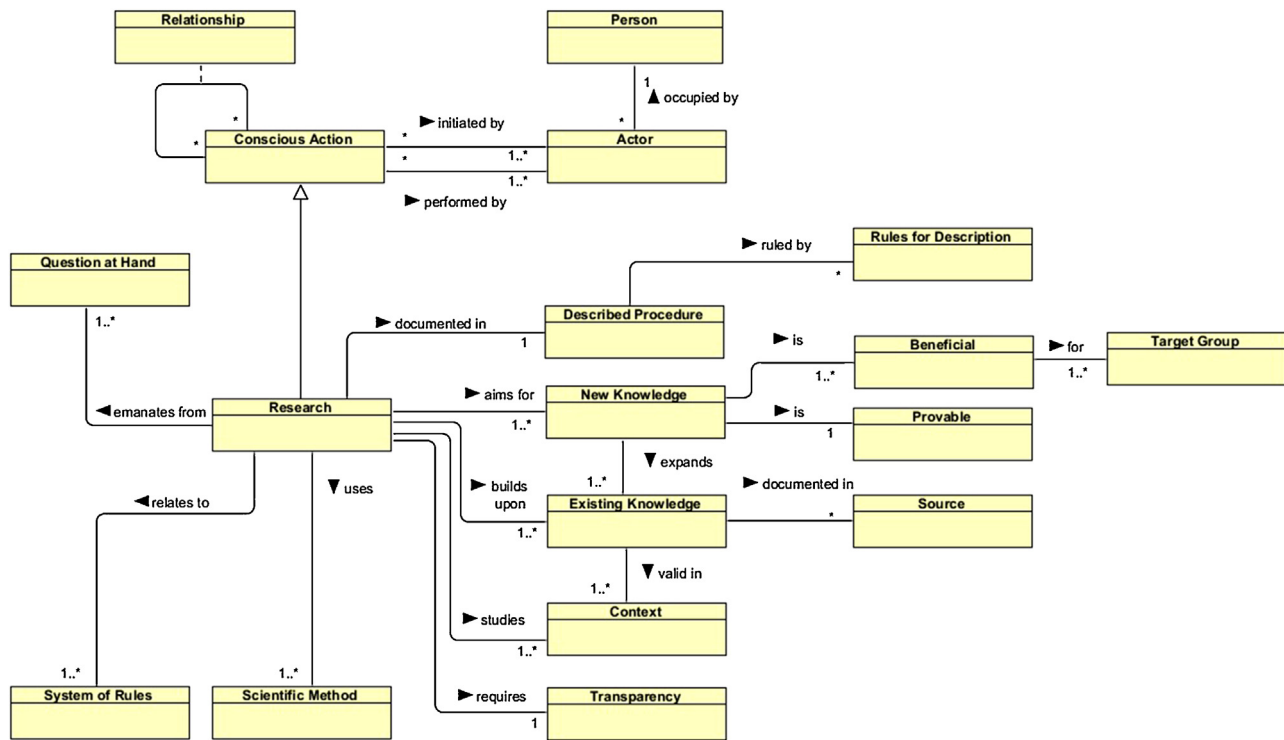 Relationship
Person
1
occupied by
*
*
initiated by
*
*
Conscious Action
1..*
Actor
*
1..*
performed by
ruled by
Rules for Description
*
Question at Hand
1..*
documented in
1
Described Procedure
is
1..*
Beneficial
for
1..*
Target Group
emanates from
Research
aims for
1..*
New Knowledge
is
1
Provable
expands
1..*
relates to
uses
builds
upon
1..*
Existing Knowledge
documented in
*
Source
valid in
1..*
studies
1..*
Context
1..*
System of Rules
1..*
Scientific Method
requires
1
Transparency